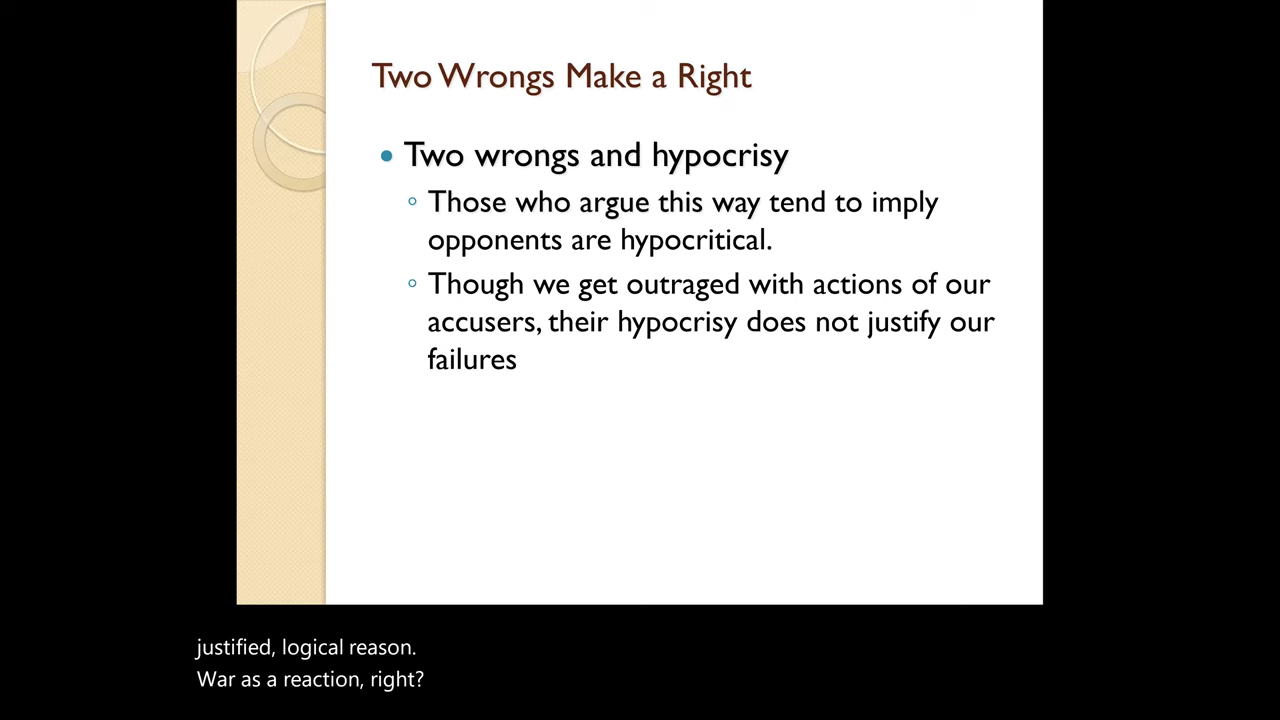 Two Wrongs Make a Right
• Two wrongs and hypocrisy
◦ Those who argue this way tend to imply
opponents are hypocritical.
◦ Though we get outraged with actions of our
accusers, their hypocrisy does not justify our
failures
justified, logical reason.
War as a reaction, right?